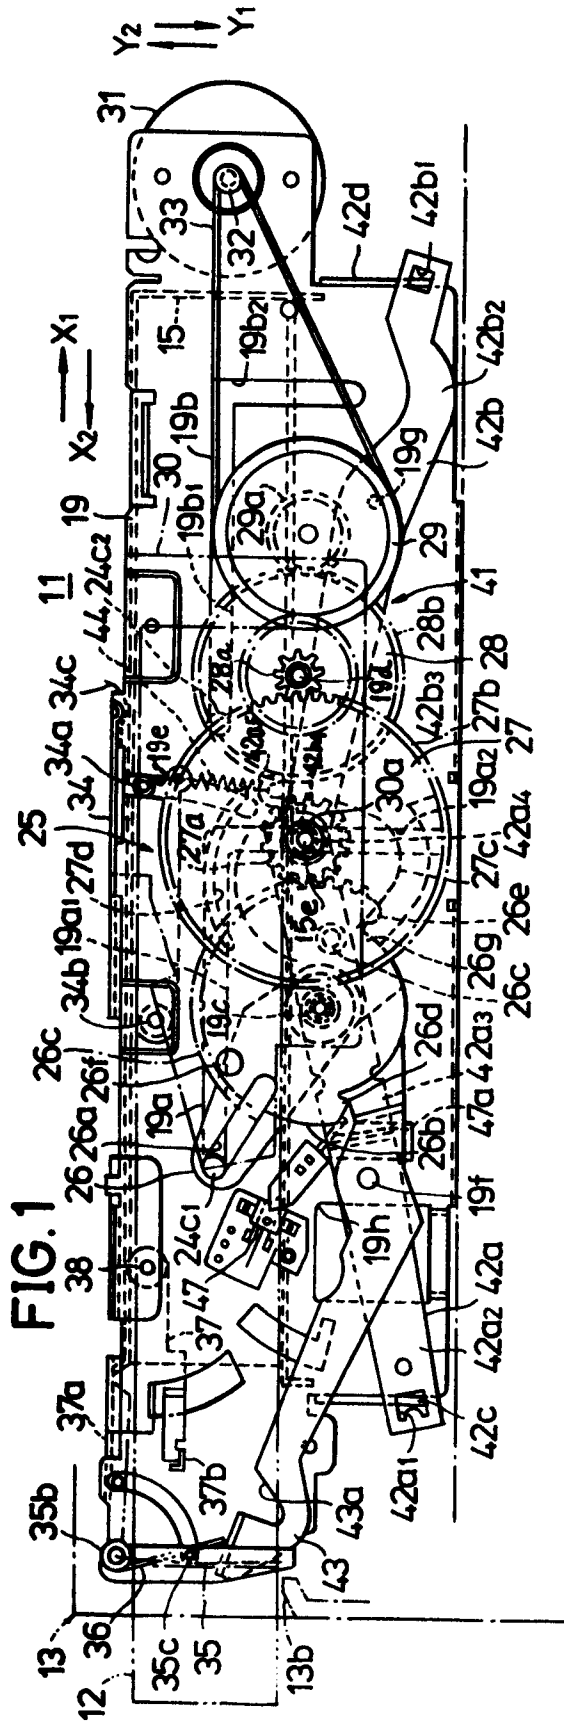 FIG.1
Y2
Y1
X1
X2
31
33
32
42d
42b1
15
19b2
42b2
42b
19b
30
19
19b1
29a
19g
29
41
28b
28
11
24c2
44
34c
34a
34
25
27d
19a1
34b
26c
26f
26a
26
19e
28a
19d
42b3
27b
27
27a
30a
19a2
42a4
27c
15e
26e
26g
26c
19c
26d
42a3
42
47a
26b
19a
24c1
47
19h
19f
42a
42a2
38
37
37a
37b
42c
42a1
43a
43
35b
36
35c
35
13
12
13b